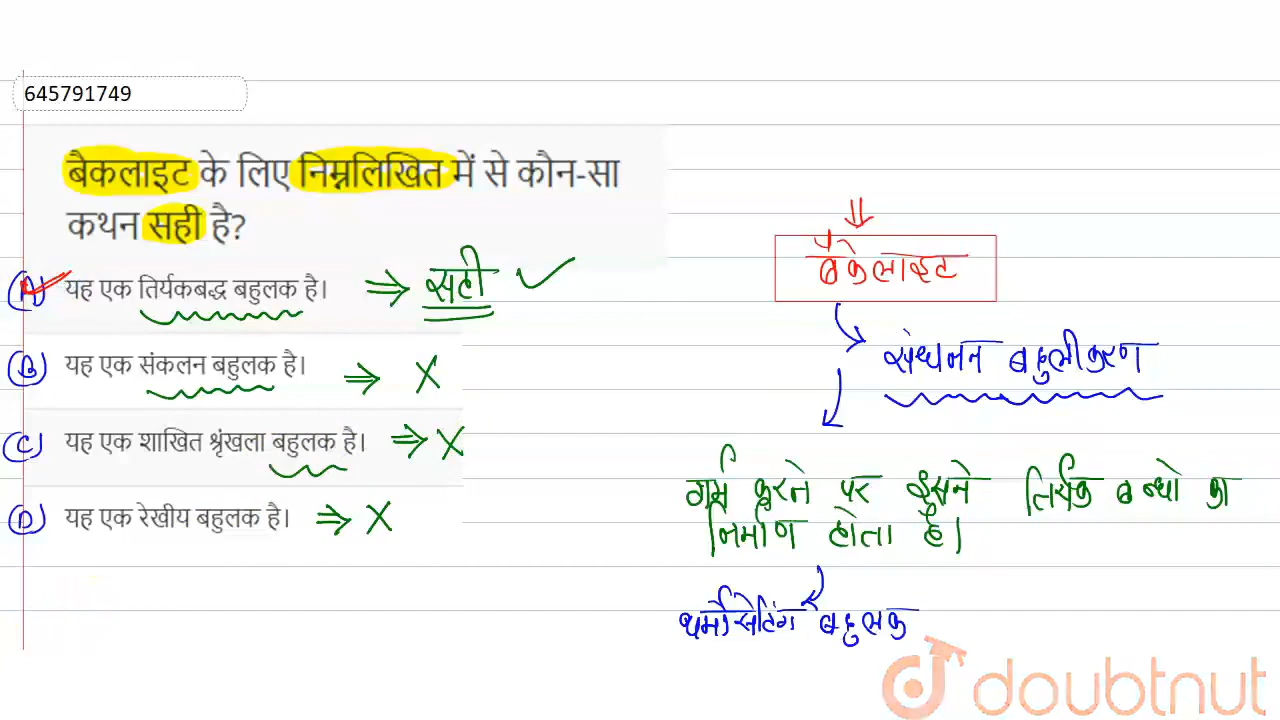 645791749
बैकलाइट के लिए निम्नलिखित में से कौन-सा
कथन सही है?
(A) यह एक तिर्यकबद्ध बहुलक है। ⇒ सही ✓
(B) यह एक संकलन बहुलक है। ⇒ X
(C) यह एक शाखित श्रृंखला बहुलक है। ⇒ X
(D) यह एक रेखीय बहुलक है। ⇒ X
बैकेलाइट
संघनन बहुलीकरण
गर्म करने पर इसमे तिर्यक बन्धो का
निर्माण होता है।
थर्मोसेटिंग बहुलक
doubtnut